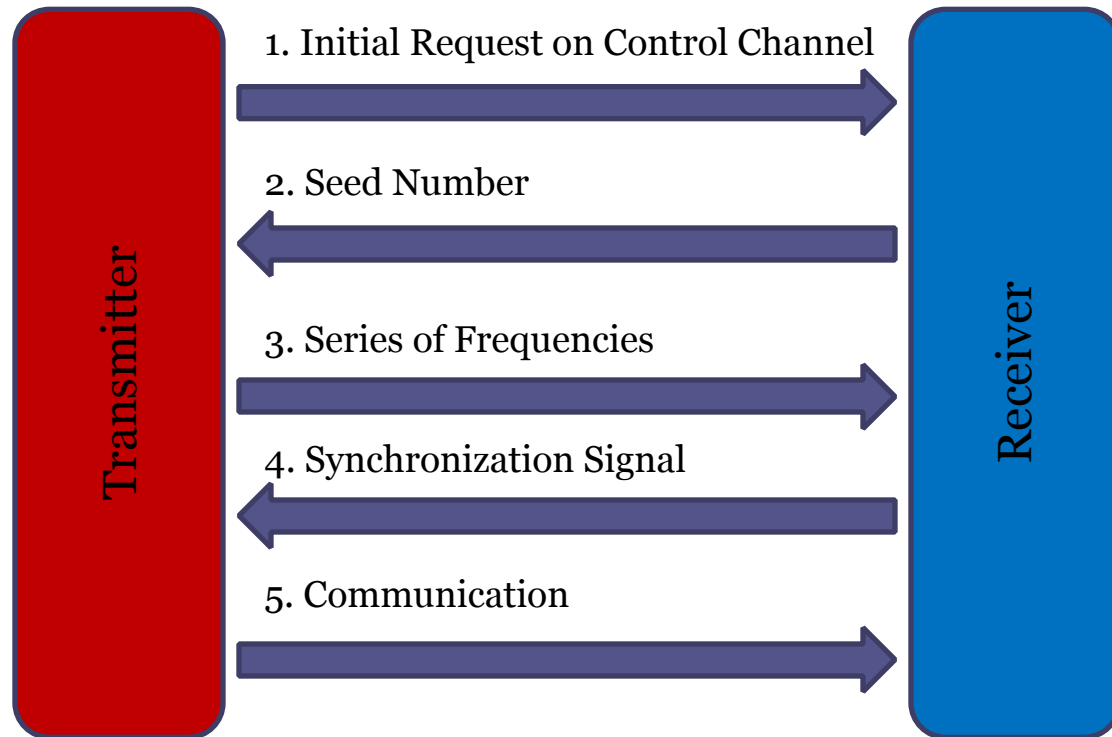 1. Initial Request on Control Channel
2. Seed Number
3. Series of Frequencies
4. Synchronization Signal
5. Communication
Transmitter
Receiver